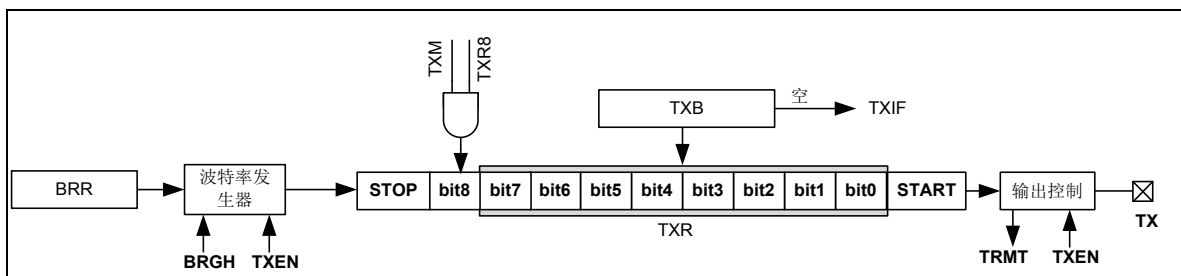 TXM
TXR8
TXB
空
TXIF
BRR
波特率发
生器
STOP
bit8
bit7
bit6
bit5
bit4
bit3
bit2
bit1
bit0
START
输出控制
TX
TXR
BRGH
TXEN
TRMT
TXEN